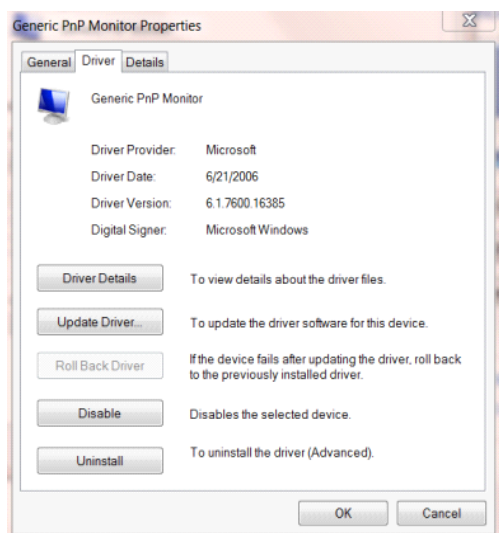 Generic PnP Monitor Properties
General Driver Details
Generic PnP Monitor
Driver Provider: Microsoft
Driver Date: 6/21/2006
Driver Version: 6.1.7600.16385
Digital Signer: Microsoft Windows
Driver Details To view details about the driver files.
Update Driver... To update the driver software for this device.
Roll Back Driver If the device fails after updating the driver, roll back
to the previously installed driver.
Disable Disables the selected device.
Uninstall To uninstall the driver (Advanced).
OK Cancel